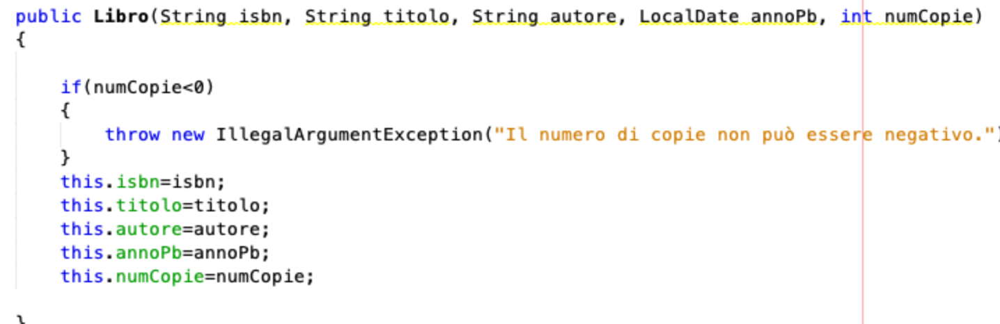 public Libro(String isbn, String titolo, String autore, LocalDate annoPb, int numCopie)
{
if(numCopie<0)
{
throw new IllegalArgumentException("Il numero di copie non può essere negativo.")
}
this.isbn=isbn;
this.titolo=titolo;
this.autore=autore;
this.annoPb=annoPb;
this.numCopie=numCopie;
}